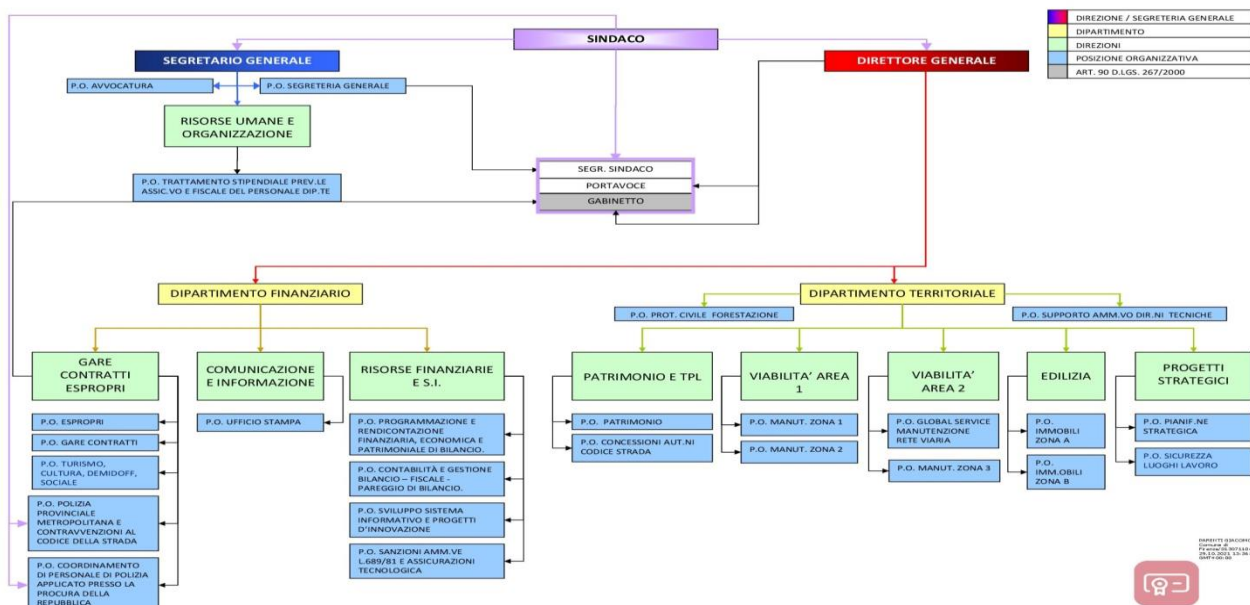 SINDACO
DIREZIONE / SEGRETERIA GENERALE
DIPARTIMENTO
DIREZIONI
POSIZIONE ORGANIZZATIVA
ART. 90 D.LGS. 267/2000
SEGRETARIO GENERALE
DIRETTORE GENERALE
P.O. AVVOCATURA
P.O. SEGRETERIA GENERALE
RISORSE UMANE E
ORGANIZZAZIONE
P.O. TRATTAMENTO STIPENDIALE PREV.LE
ASSIC.VO E FISCALE DEL PERSONALE DIP.TE
SEGR. SINDACO
PORTAVOCE
GABINETTO
DIPARTIMENTO FINANZIARIO
DIPARTIMENTO TERRITORIALE
P.O. PROT. CIVILE FORESTAZIONE
P.O. SUPPORTO AMM.VO DIR.NI TECNICHE
GARE
CONTRATTI
ESPROPRI
P.O. ESPROPRI
P.O. GARE CONTRATTI
P.O. TURISMO,
CULTURA, DEMIDOFF,
SOCIALE
P.O. POLIZIA
PROVINCIALE
METROPOLITANA E
CONTRAVVENZIONI AL
CODICE DELLA STRADA
P.O. COORDINAMENTO
DI PERSONALE DI POLIZIA
APPLICATO PRESSO LA
PROCURA DELLA
REPUBBLICA
COMUNICAZIONE
E INFORMAZIONE
P.O. UFFICIO STAMPA
RISORSE FINANZIARIE
E S.I.
P.O. PROGRAMMAZIONE E
RENDICONTAZIONE
FINANZIARIA, ECONOMICA E
PATRIMONIALE DI BILANCIO.
P.O. CONTABILITÀ E GESTIONE
BILANCIO – FISCALE -
PAREGGIO DI BILANCIO.
P.O. SVILUPPO SISTEMA
INFORMATIVO E PROGETTI
D'INNOVAZIONE
P.O. SANZIONI AMM.VE
L.689/81 E ASSICURAZIONI
TECNOLOGICA
PATRIMONIO E TPL
P.O. PATRIMONIO
P.O. CONCESSIONI AUT.NI
CODICE STRADA
VIABILITA' AREA
1
P.O. MANUT. ZONA 1
P.O. MANUT. ZONA 2
VIABILITA'
AREA 2
P.O. GLOBAL SERVICE
MANUTENZIONE
RETE VIARIA
P.O. MANUT. ZONA 3
EDILIZIA
P.O.
IMMOBILI
ZONA A
P.O.
IMM.OBILI
ZONA B
PROGETTI
STRATEGICI
P.O. PIANIF.NE
STRATEGICA
P.O. SICUREZZA
LUOGHI LAVORO
Comune di